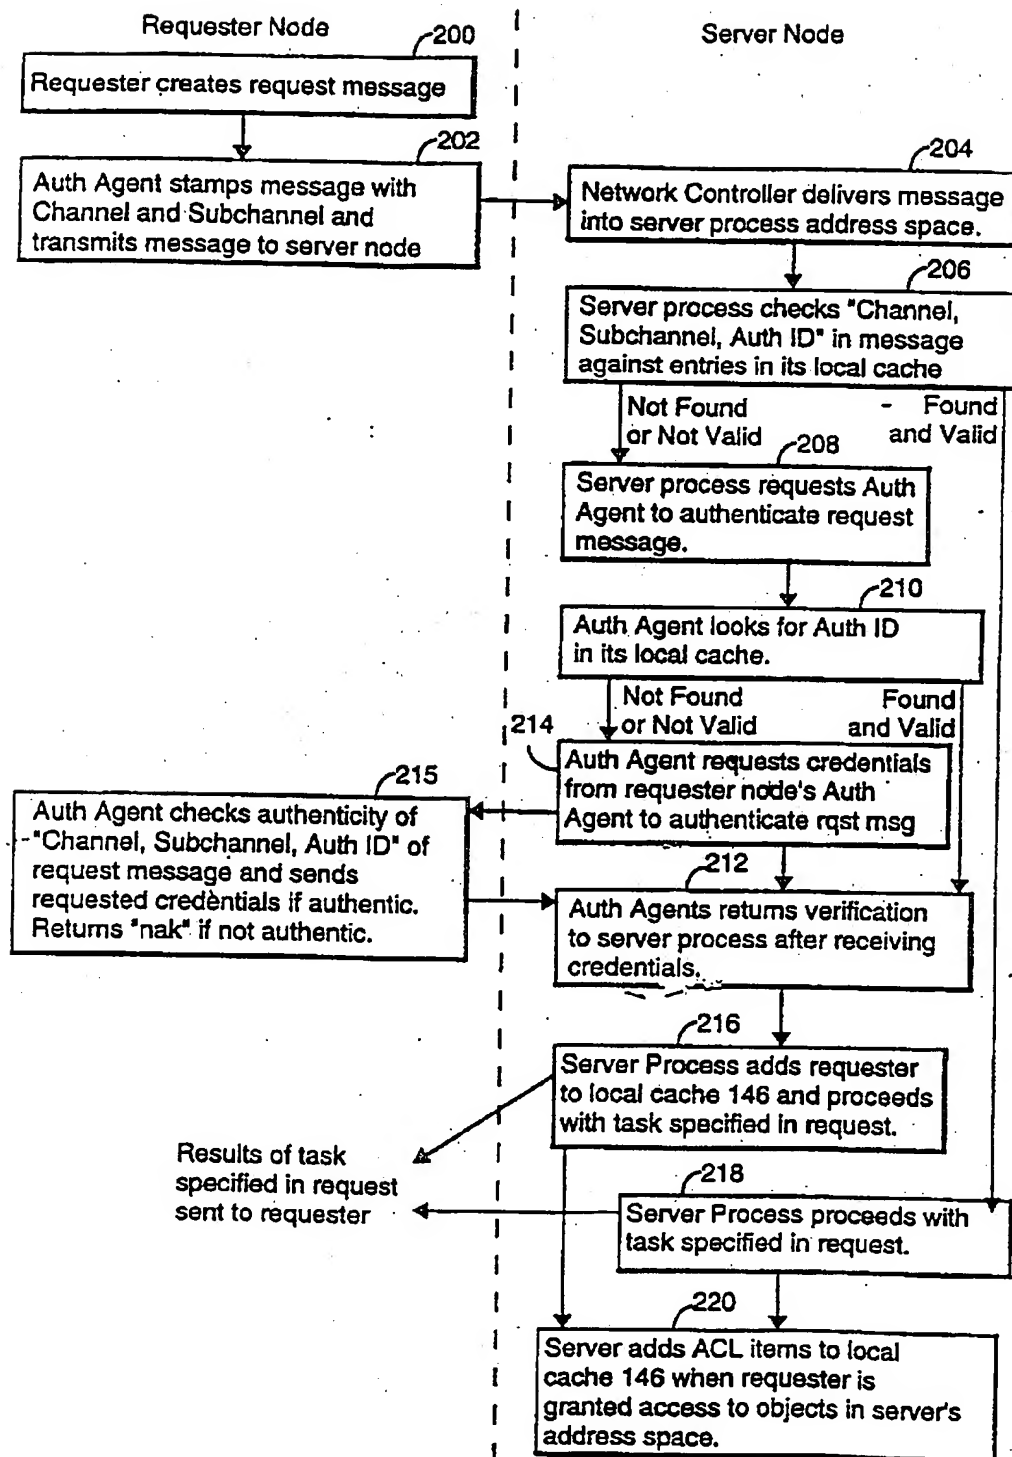 Requester Node
Server Node
200
Requester creates request message
202
Auth Agent stamps message with
Channel and Subchannel and
transmits message to server node
204
Network Controller delivers message
into server process address space.
206
Server process checks "Channel,
Subchannel, Auth ID" in message
against entries in its local cache
Not Found
or Not Valid
- Found
and Valid
208
Server process requests Auth
Agent to authenticate request
message.
210
Auth Agent looks for Auth ID
in its local cache.
Not Found
or Not Valid
Found
and Valid
214
Auth Agent requests credentials
from requester node's Auth
Agent to authenticate rqst msg
215
Auth Agent checks authenticity of
"Channel, Subchannel, Auth ID" of
request message and sends
requested credentials if authentic.
Returns "nak" if not authentic.
212
Auth Agents returns verification
to server process after receiving
credentials.
216
Server Process adds requester
to local cache 146 and proceeds
with task specified in request.
Results of task
specified in request
sent to requester
218
Server Process proceeds with
task specified in request.
220
Server adds ACL items to local
cache 146 when requester is
granted access to objects in server's
address space.